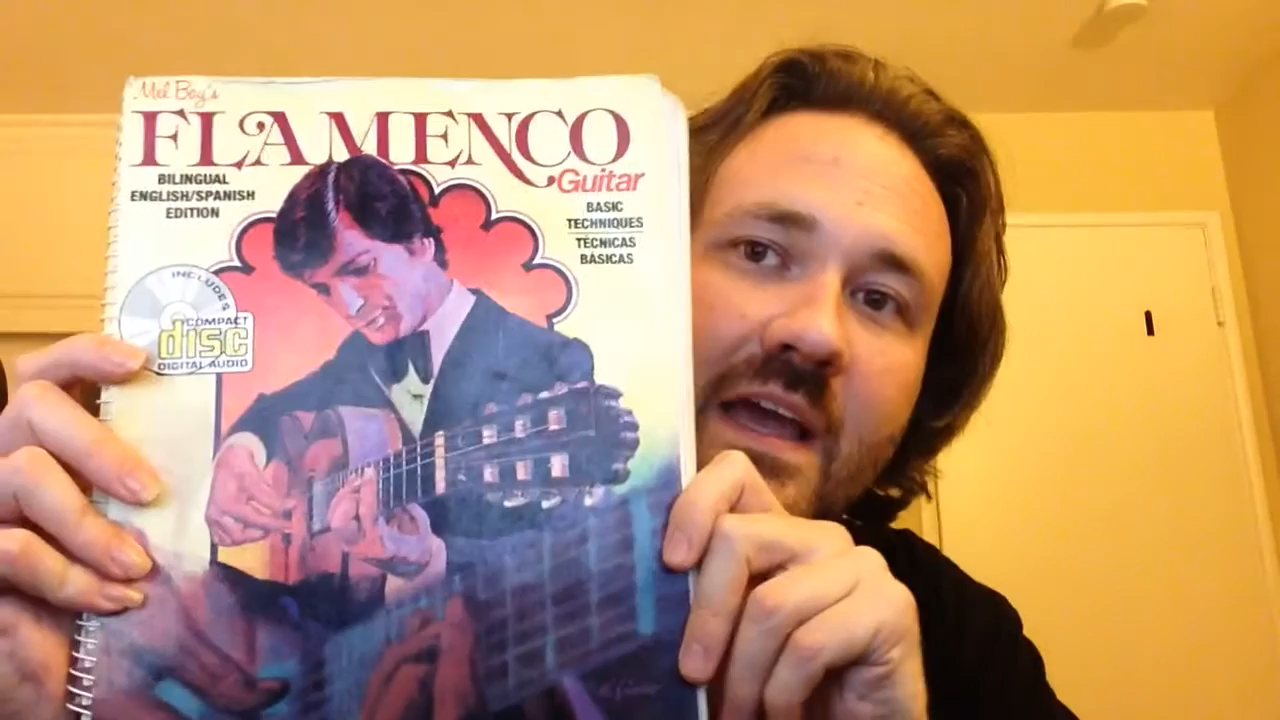 Mel Bay's
FLAMENCO
Guitar
BILINGUAL
ENGLISH/SPANISH
EDITION
BASIC
TECHNIQUES
TÉCNICAS
BÁSICAS
INCLUDES
COMPACT
disc
DIGITAL AUDIO